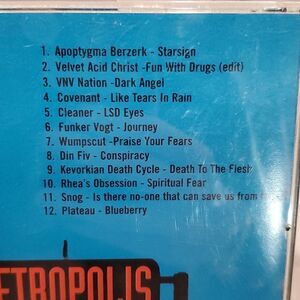 1. Apoptygma Berzerk - Starsign
2. Velvet Acid Christ -Fun With Drugs (edit)
3. VNV Nation -Dark Angel
4. Covenant - Like Tears In Rain
5. Cleaner - LSD Eyes
6. Funker Vogt - Journey
7. Wumpscut -Praise Your Fears
8. Din Fiv - Conspiracy
9. Kevorkian Death Cycle - Death To The Flesh
10. Rhea's Obsession - Spiritual Fear
11. Snog - Is there no-one that can save us from
12. Plateau - Blueberry
ETROPOLIS